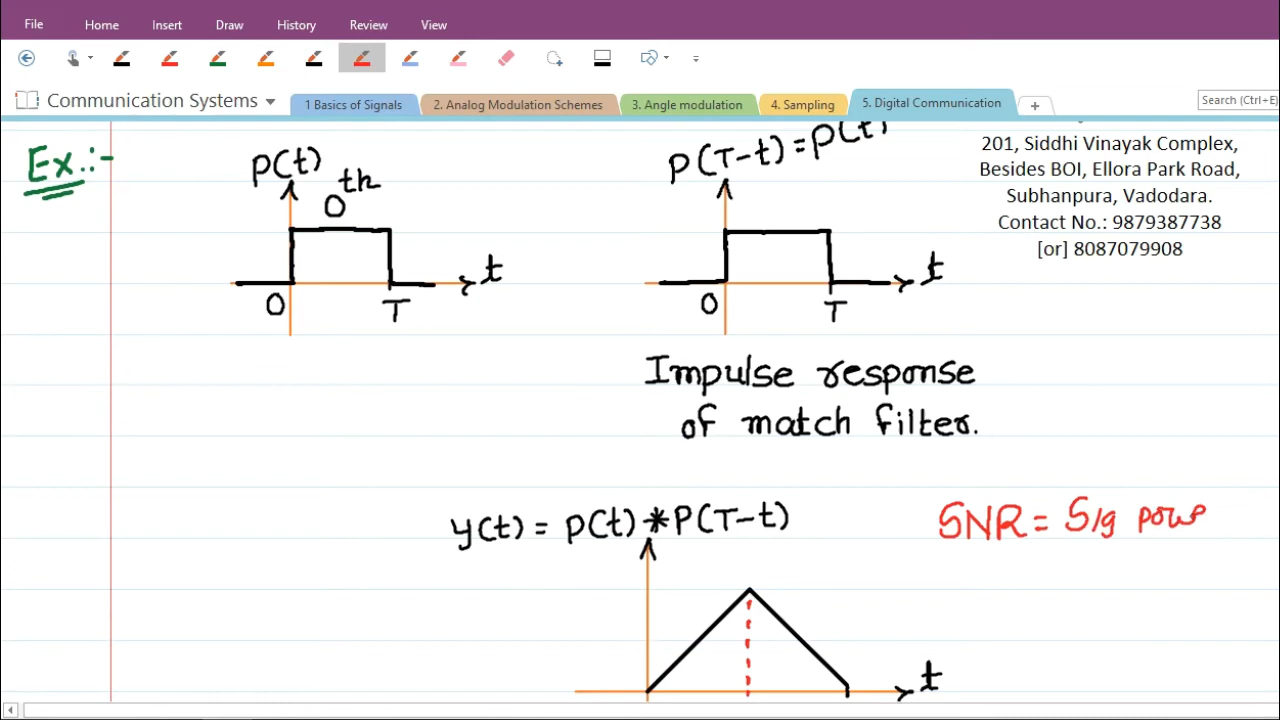 File Home Insert Draw History Review View
Communication Systems 1 Basics of Signals 2. Analog Modulation Schemes 3. Angle modulation 4. Sampling 5. Digital Communication + Search (Ctrl+E)
201, Siddhi Vinayak Complex,
Besides BOI, Ellora Park Road,
Subhanpura, Vadodara.
Contact No.: 9879387738
[or] 8087079908
Ex.:-
P(t)
0th
t
0 T
P(T-t) = P(t)
t
0 T
Impulse response
of match filter.
y(t) = P(t) * P(T-t)
SNR = Sig powe
t